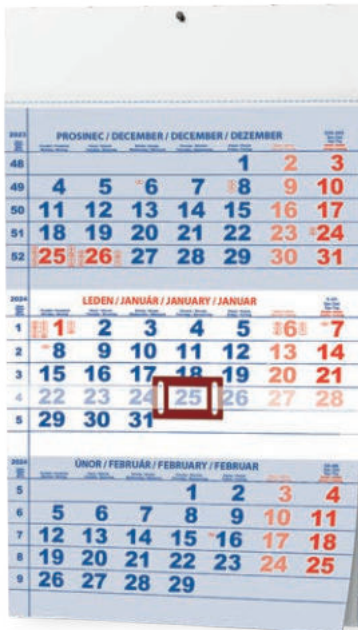 2023 PROSINEC / DECEMBER / DECEMBER / DEZEMBER
48 1 2 3
49 4 5 6 7 8 9 10
50 11 12 13 14 15 16 17
51 18 19 20 21 22 23 24
52 25 26 27 28 29 30 31
2024 LEDEN / JANUÁR / JANUARY / JANUAR
1 1 2 3 4 5 6 7
2 8 9 10 11 12 13 14
3 15 16 17 18 19 20 21
4 22 23 24 25 26 27 28
5 29 30 31
2024 ÚNOR / FEBRUÁR / FEBRUARY / FEBRUAR
5 1 2 3 4
6 5 6 7 8 9 10 11
7 12 13 14 15 16 17 18
8 19 20 21 22 23 24 25
9 26 27 28 29